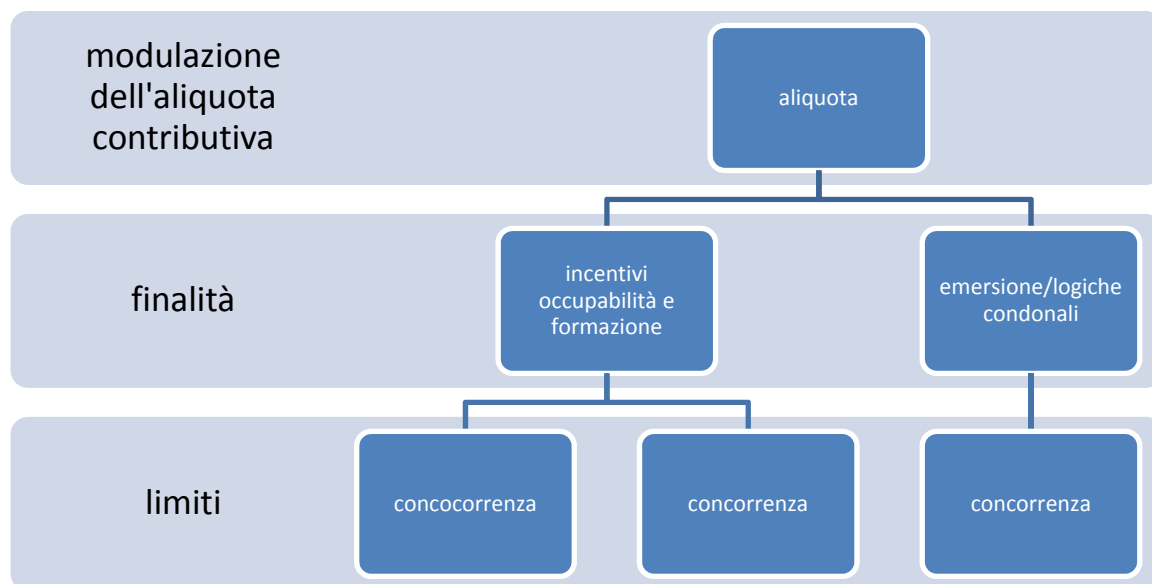 modulazione
dell'aliquota
contributiva
aliquota
finalità
incentivi
occupabilità e
formazione
emersione/logiche
condonali
limiti
concocorrenza
concorrenza
concorrenza